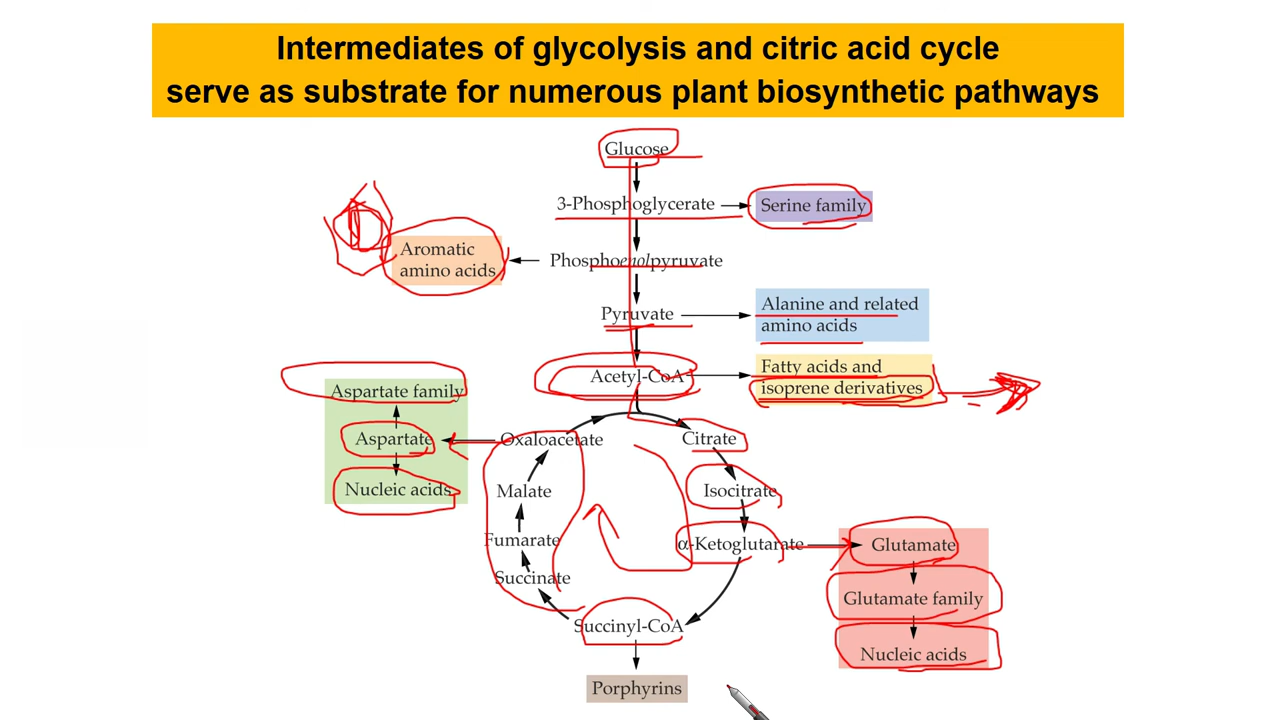 Intermediates of glycolysis and citric acid cycle
serve as substrate for numerous plant biosynthetic pathways
Glucose
3-Phosphoglycerate
Serine family
Aromatic
amino acids
Phosphoenolpyruvate
Pyruvate
Alanine and related
amino acids
Acetyl-CoA
Fatty acids and
isoprene derivatives
Aspartate family
Aspartate
Nucleic acids
Oxaloacetate
Citrate
Malate
Isocitrate
Fumarate
α-Ketoglutarate
Glutamate
Succinate
Glutamate family
Succinyl-CoA
Nucleic acids
Porphyrins